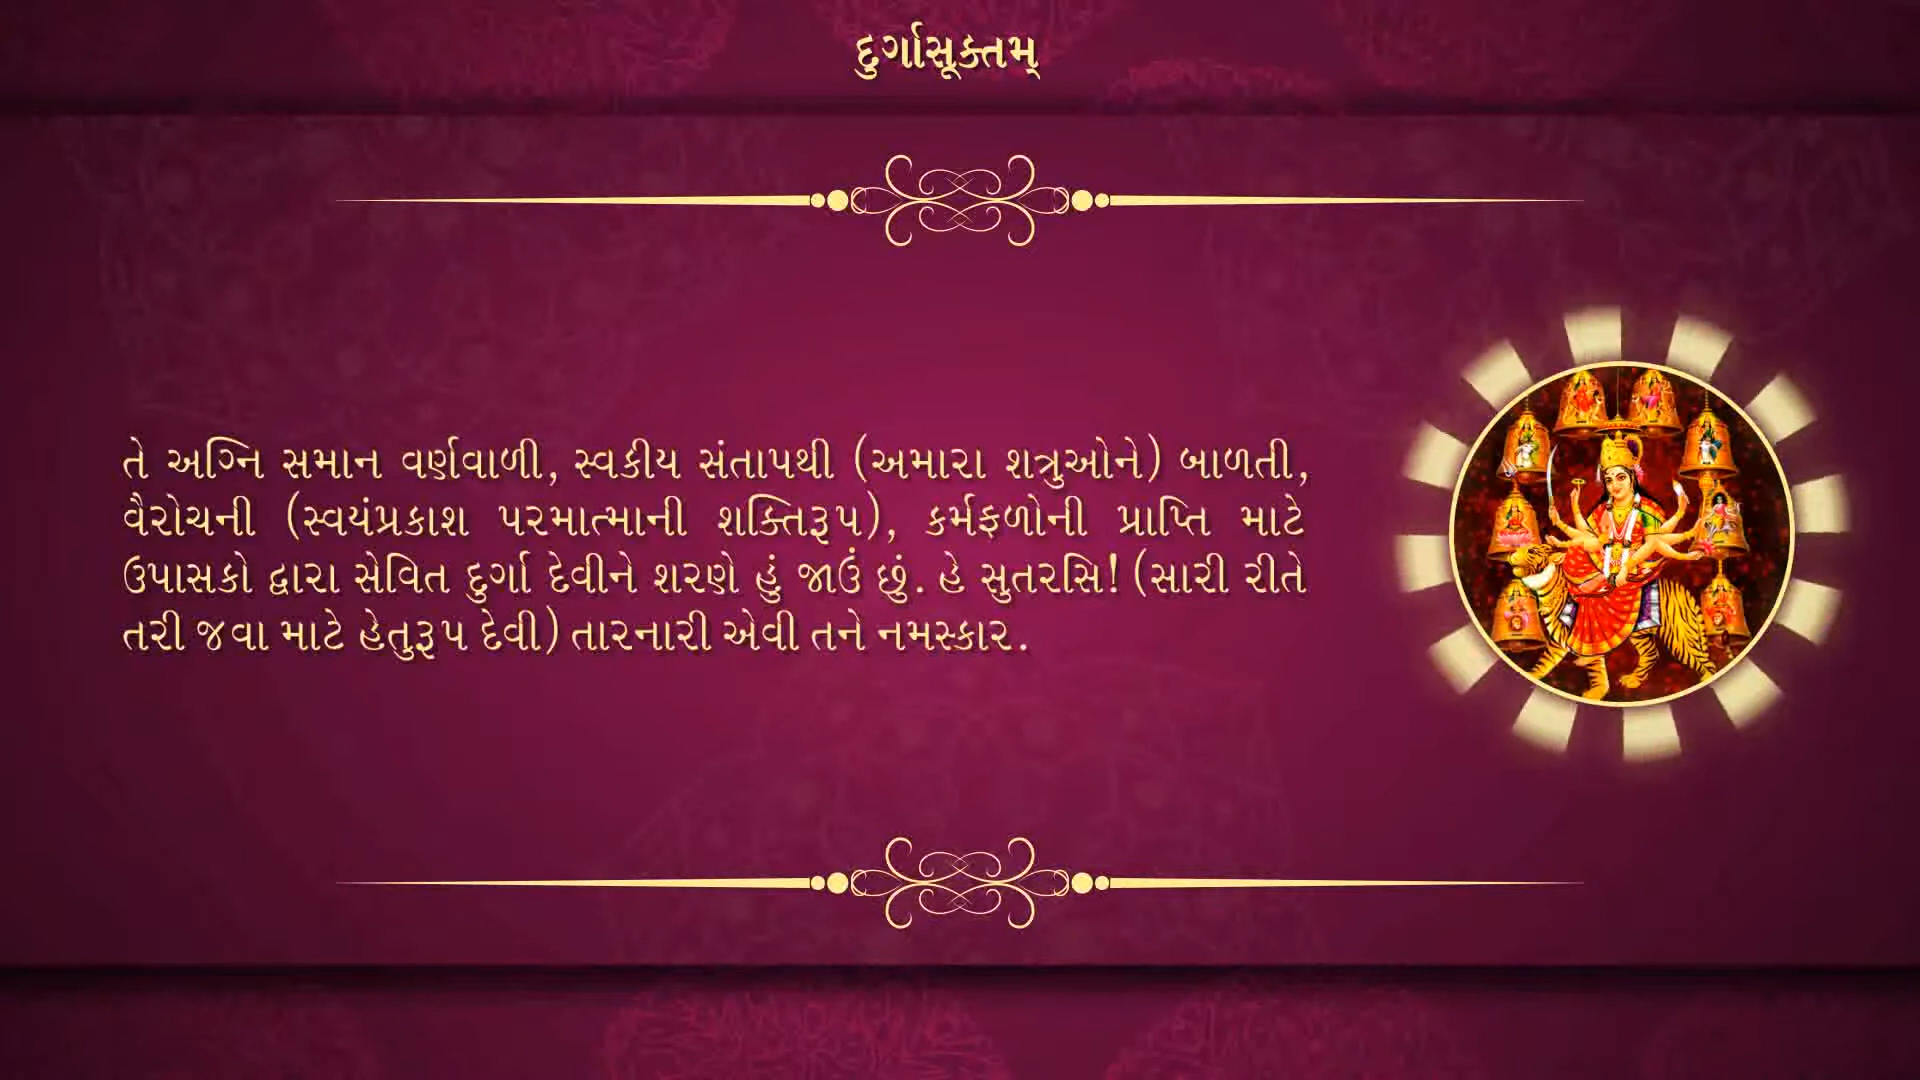 દુર્ગાસૂક્તમ્
તે અગ્નિ સમાન વર્ણવાળી, સ્વકીય સંતાપથી (અમારા શત્રુઓને) બાળતી,
વૈરોચની (સ્વયંપ્રકાશ પરમાત્માની શક્તિરૂપ), કર્મફળોની પ્રાપ્તિ માટે
ઉપાસકો દ્વારા સેવિત દુર્ગા દેવીને શરણે હું જાઉં છું. હે સુતરસિ! (સારી રીતે
તરી જવા માટે હેતુરૂપ દેવી) તારનારી એવી તને નમસ્કાર.